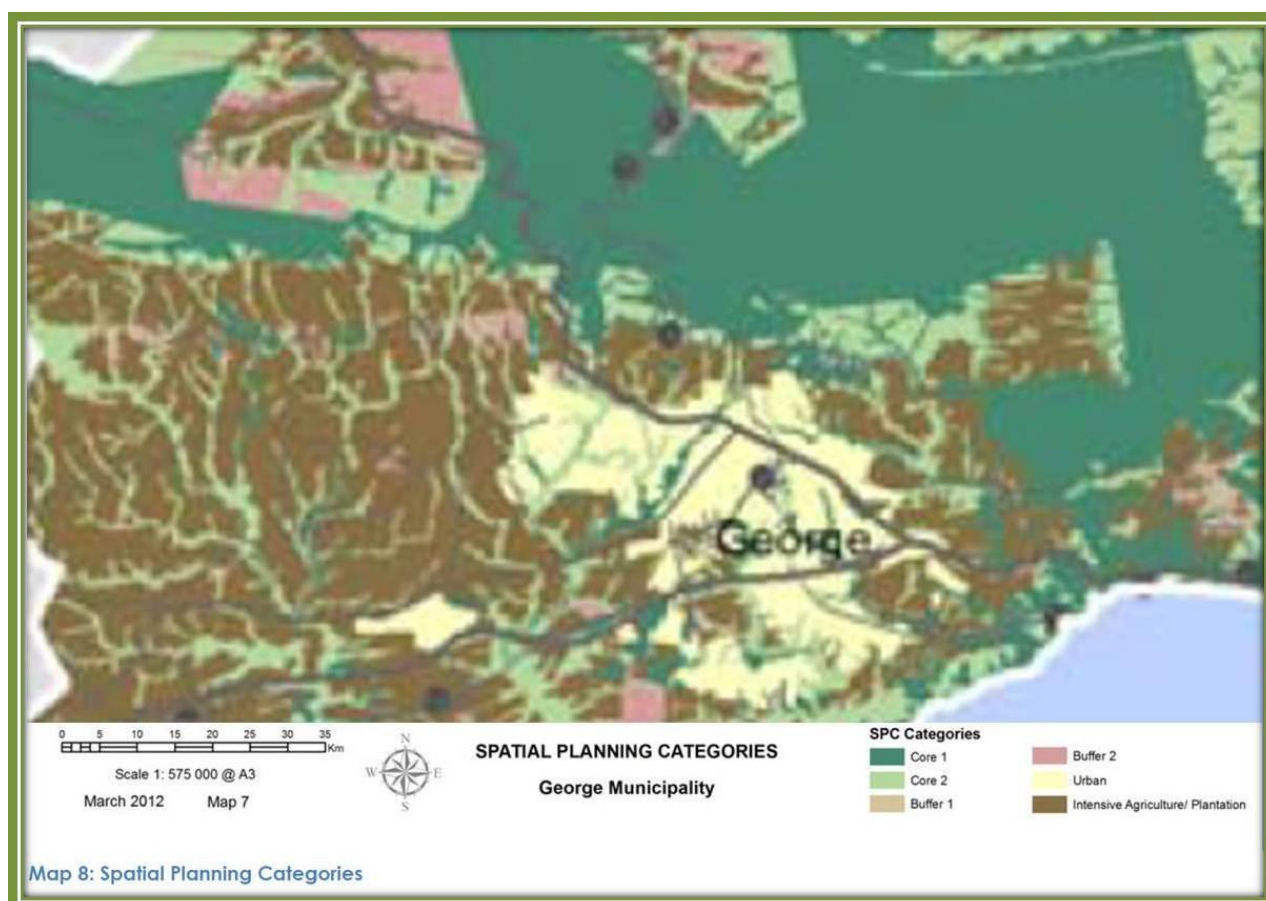 George
0 5 10 15 20 25 30 35
Km
Scale 1: 575 000 @ A3
March 2012 Map 7
N
W E
S
SPATIAL PLANNING CATEGORIES
George Municipality
SPC Categories
Core 1
Core 2
Buffer 1
Buffer 2
Urban
Intensive Agriculture/ Plantation
Map 8: Spatial Planning Categories